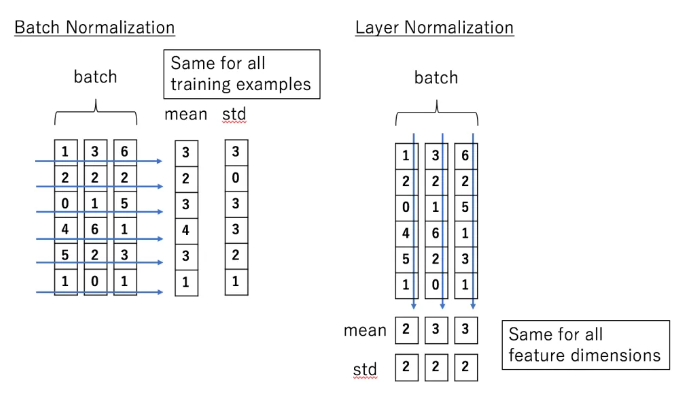 Batch Normalization
Same for all
training examples
batch
mean std
1 3 6 3 3
2 2 2 2 0
0 1 5 3 3
4 6 1 4 3
5 2 3 3 2
1 0 1 1 1
Layer Normalization
batch
1 3 6
2 2 2
0 1 5
4 6 1
5 2 3
1 0 1
mean 2 3 3
std 2 2 2
Same for all
feature dimensions